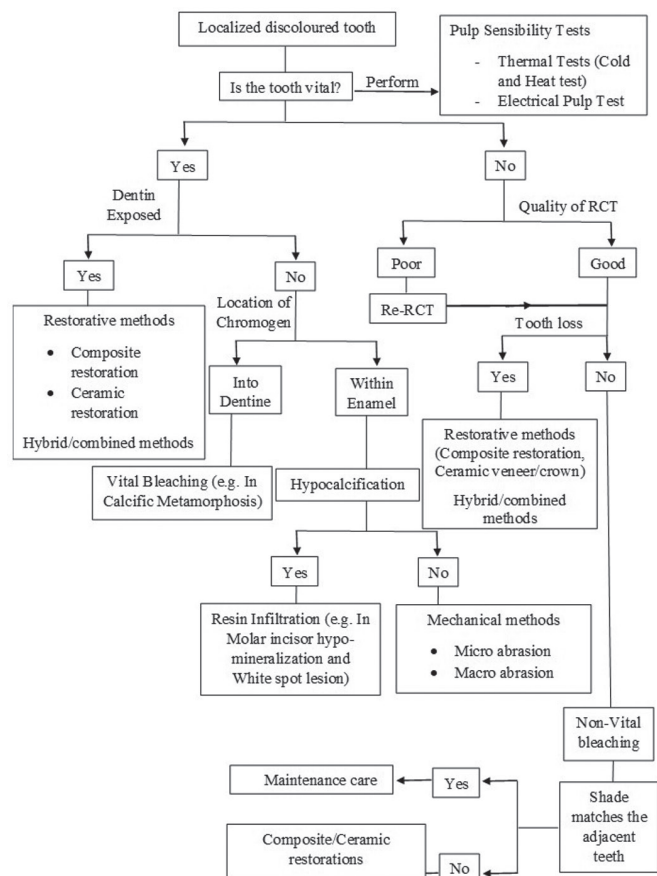 Localized discoloured tooth
Pulp Sensibility Tests
- Thermal Tests (Cold
and Heat test)
- Electrical Pulp Test
Is the tooth vital?
Perform
Yes
No
Dentin
Exposed
Quality of RCT
Yes
No
Poor
Good
Location of
Chromogen
Re-RCT
Tooth loss
Restorative methods
• Composite
restoration
• Ceramic
restoration
Hybrid/combined methods
Into
Dentine
Within
Enamel
Yes
No
Restorative methods
(Composite restoration,
Ceramic veneer/crown)
Hybrid/combined
methods
Vital Bleaching (e.g. In
Calcific Metamorphosis)
Hypocalcification
Yes
No
Resin Infiltration (e.g. In
Molar incisor hypo-
mineralization and
White spot lesion)
Mechanical methods
• Micro abrasion
• Macro abrasion
Non-Vital
bleaching
Maintenance care
Yes
Shade
matches the
adjacent
teeth
Composite/Ceramic
restorations
No